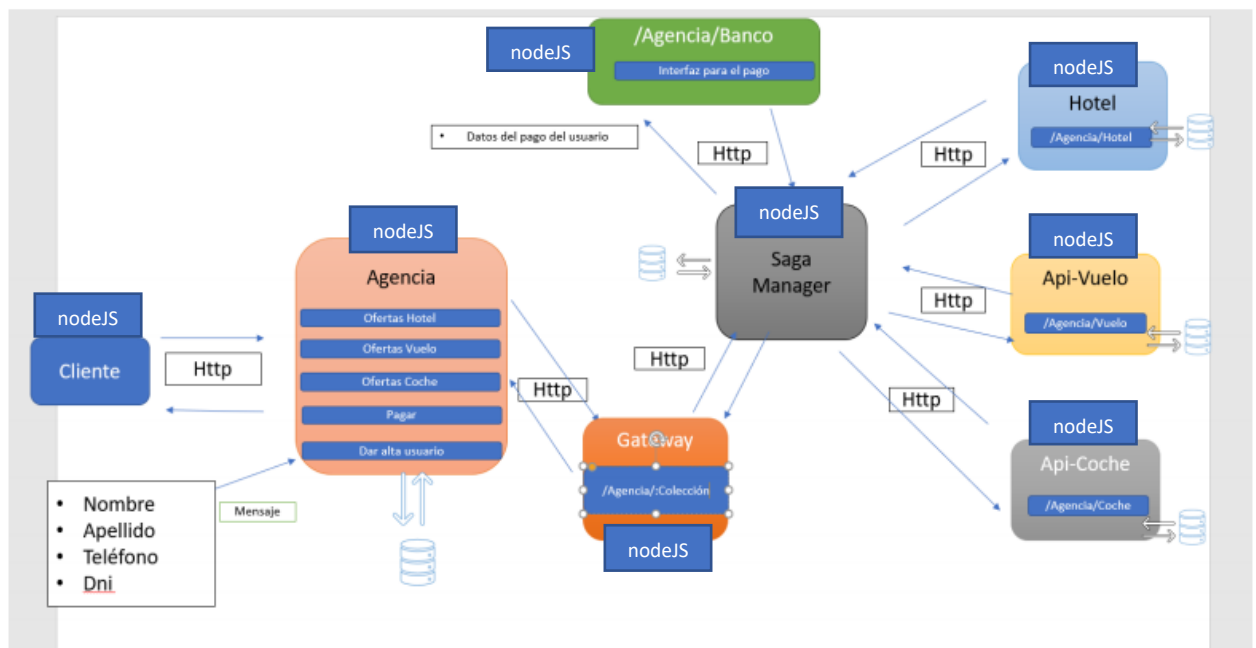 nodeJS
/Agencia/Banco
Interfaz para el pago
• Datos del pago del usuario
Http
nodeJS
Hotel
/Agencia/Hotel
Http
nodeJS
Saga
Manager
nodeJS
Api-Vuelo
/Agencia/Vuelo
Http
nodeJS
Agencia
Ofertas Hotel
Ofertas Vuelo
Ofertas Coche
Pagar
Dar alta usuario
nodeJS
Cliente
Http
Http
Http
Http
nodeJS
Api-Coche
/Agencia/Coche
Gateway
/Agencia/:Colección
nodeJS
• Nombre
• Apellido
• Teléfono
• Dni
Mensaje